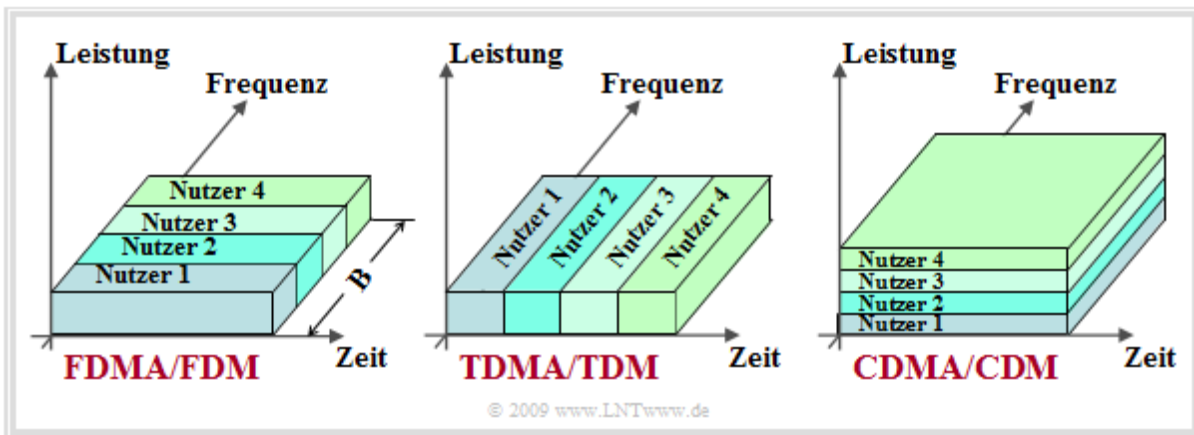 Leistung
Frequenz
Nutzer 4
Nutzer 3
Nutzer 2
Nutzer 1
B
Zeit
FDMA/FDM
Leistung
Frequenz
Nutzer 1
Nutzer 2
Nutzer 3
Nutzer 4
Zeit
TDMA/TDM
Leistung
Frequenz
Nutzer 4
Nutzer 3
Nutzer 2
Nutzer 1
Zeit
CDMA/CDM
© 2009 www.LNTwww.de